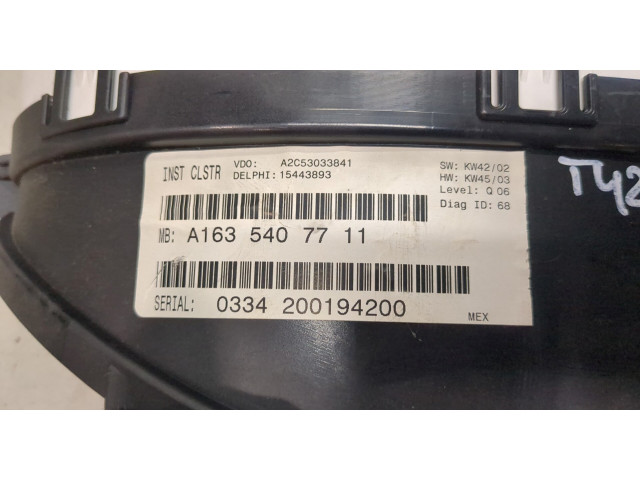 INST CLSTR VDO: A2C53033841
DELPHI: 15443893
SW: KW42/02
HW: KW45/03
Level: Q 06
Diag ID: 68
MB: A163 540 77 11
SERIAL: 0334 200194200
MEX
T42